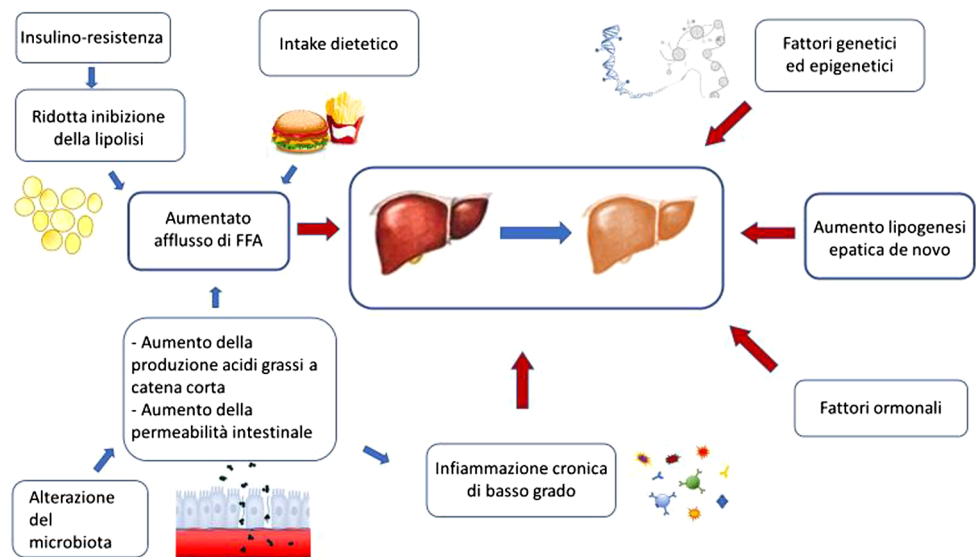 Insulino-resistenza
Intake dietetico
Fattori genetici
ed epigenetici
Ridotta inibizione
della lipolisi
Aumentato
afflusso di FFA
Aumento lipogenesi
epatica de novo
- Aumento della
produzione acidi grassi a
catena corta
- Aumento della
permeabilità intestinale
Fattori ormonali
Infiammazione cronica
di basso grado
Alterazione
del
microbiota